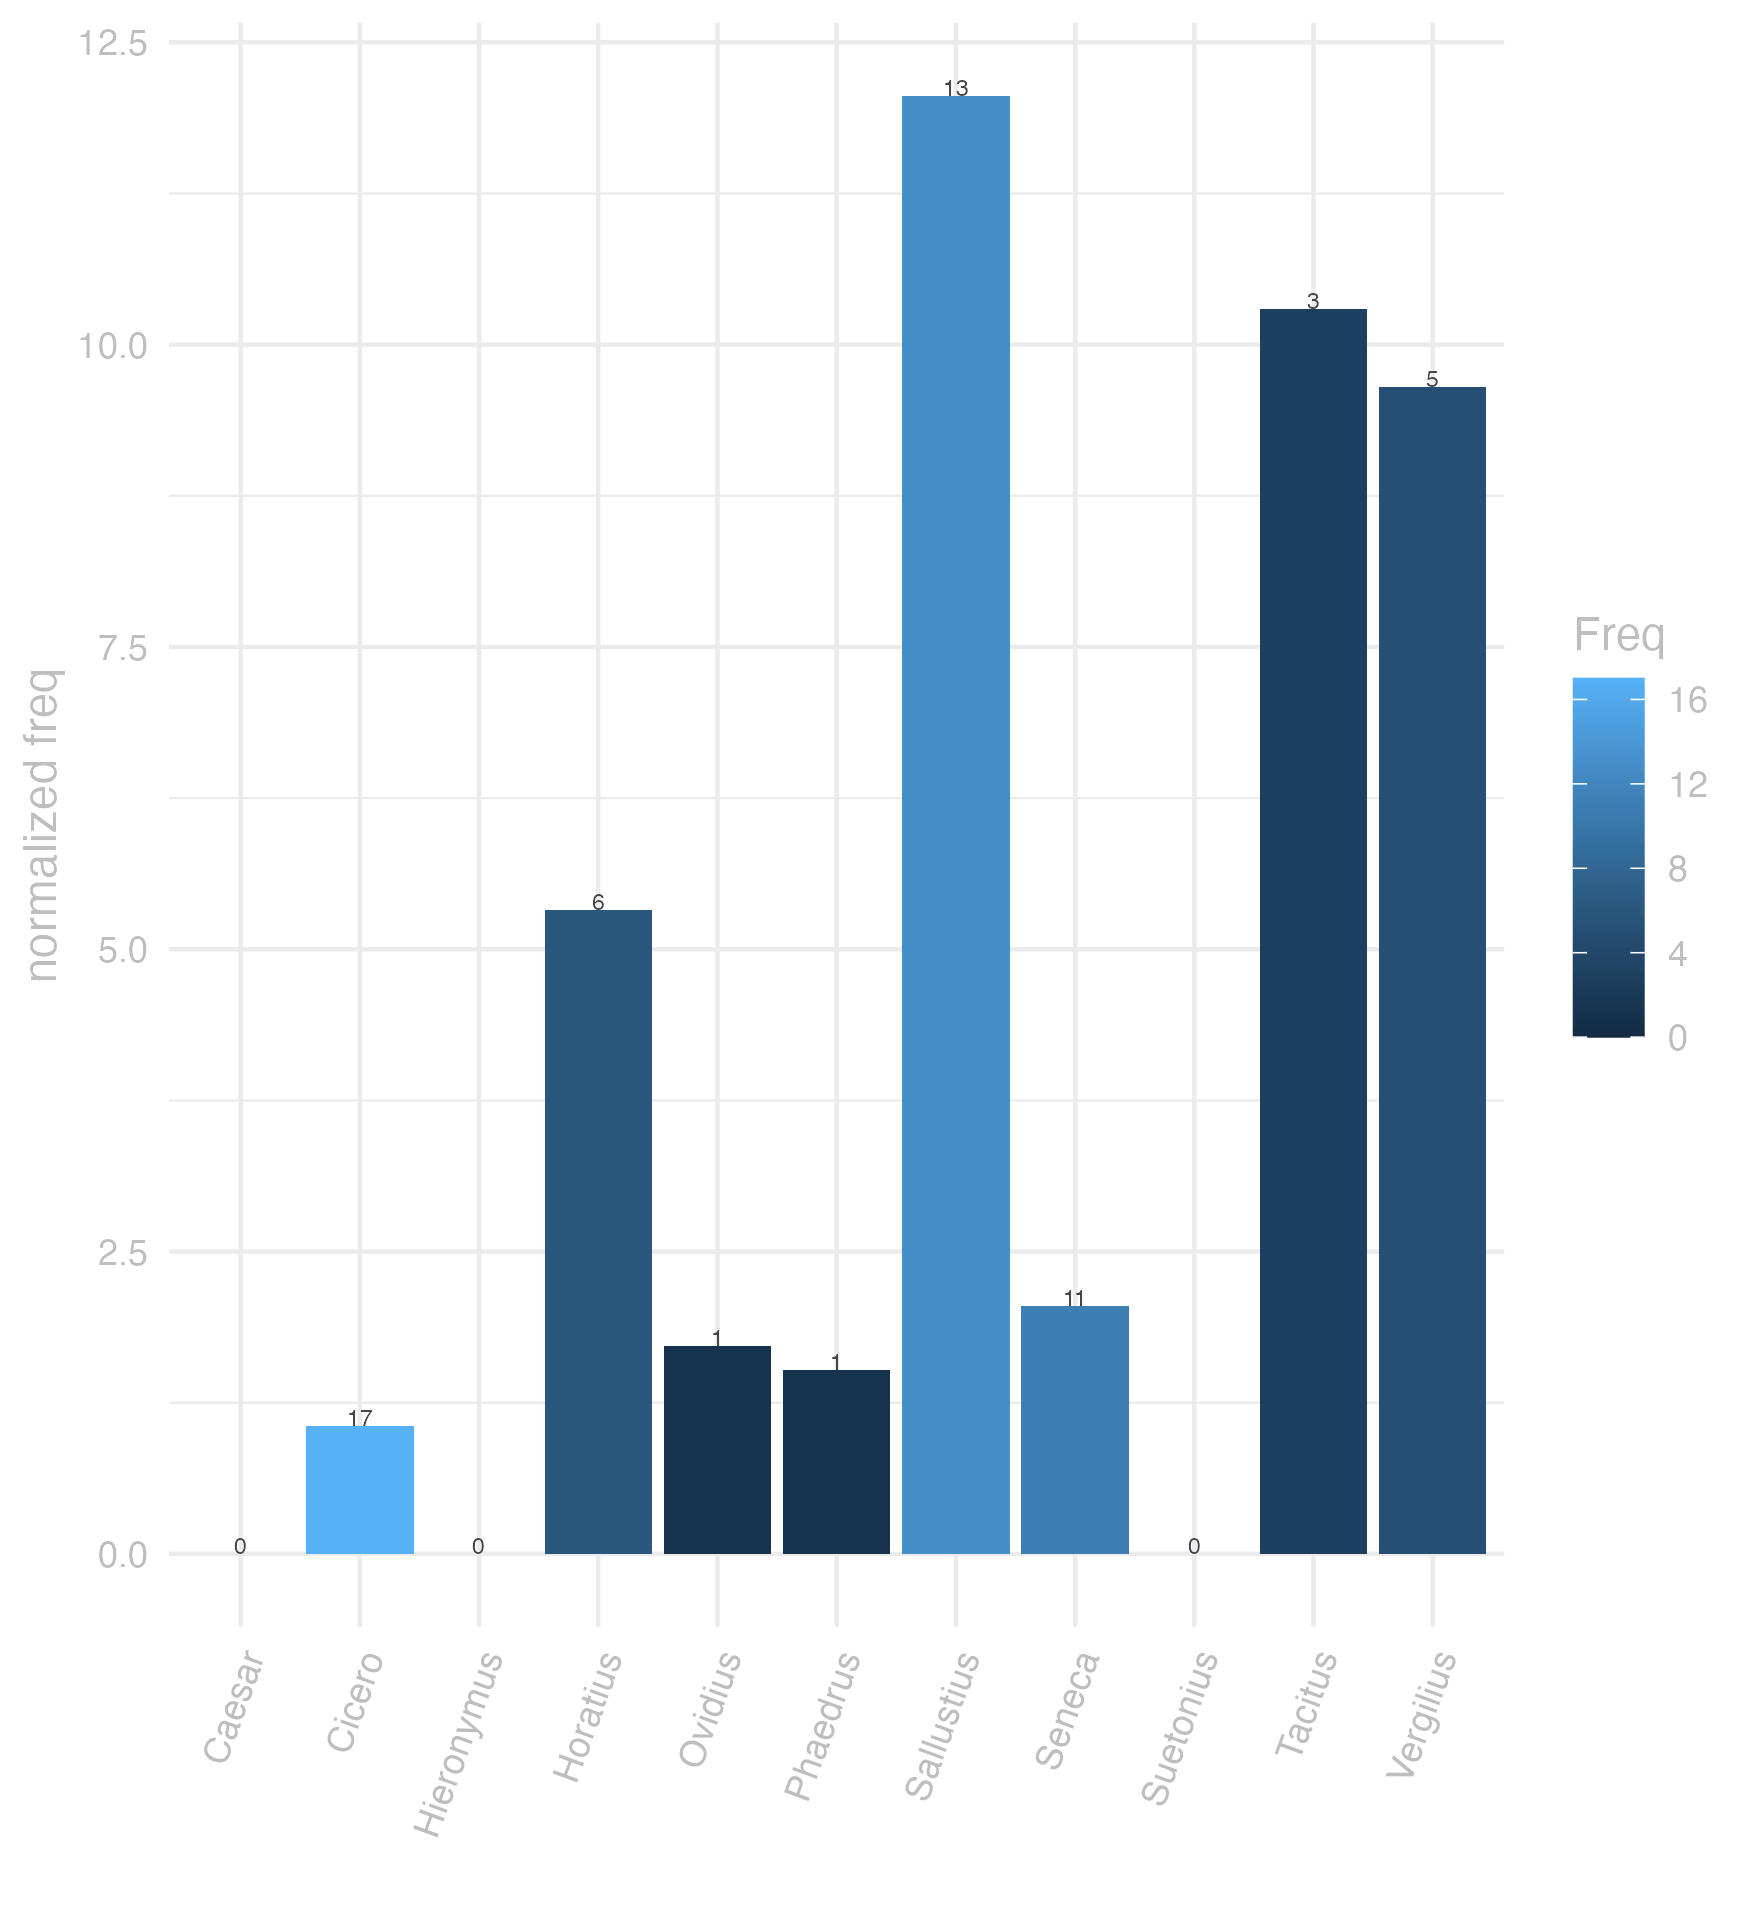 12.5
10.0
7.5
5.0
2.5
0.0
normalized freq
0
17
0
6
1
1
13
11
0
3
5
Caesar
Cicero
Hieronymus
Horatius
Ovidius
Phaedrus
Sallustius
Seneca
Suetonius
Tacitus
Vergilius
Freq
16
12
8
4
0